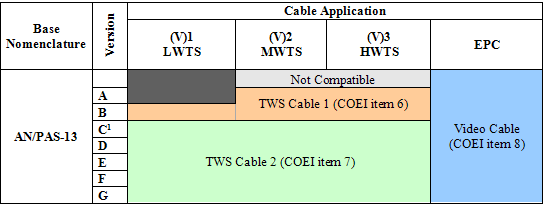 Cable Application
Base
Nomenclature
Version
(V)1
LWTS
(V)2
MWTS
(V)3
HWTS
EPC
AN/PAS-13
Not Compatible
A
TWS Cable 1 (COEI item 6)
B
C¹
D
E
F
G
TWS Cable 2 (COEI item 7)
Video Cable
(COEI item 8)